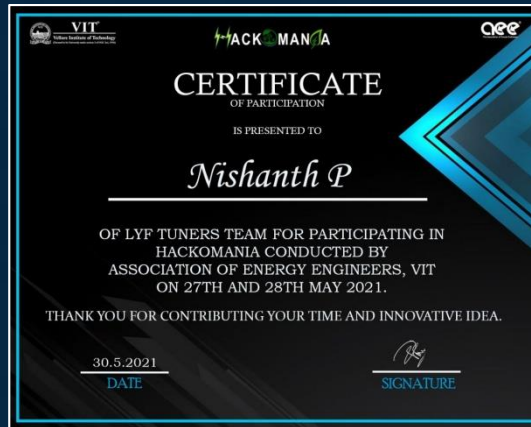 VIT
Vellore Institute of Technology
HACKOMANIA
aee
CERTIFICATE
OF PARTICIPATION
IS PRESENTED TO
Nishanth P
OF LYF TUNERS TEAM FOR PARTICIPATING IN
HACKOMANIA CONDUCTED BY
ASSOCIATION OF ENERGY ENGINEERS, VIT
ON 27TH AND 28TH MAY 2021.
THANK YOU FOR CONTRIBUTING YOUR TIME AND INNOVATIVE IDEA.
30.5.2021
DATE
SIGNATURE